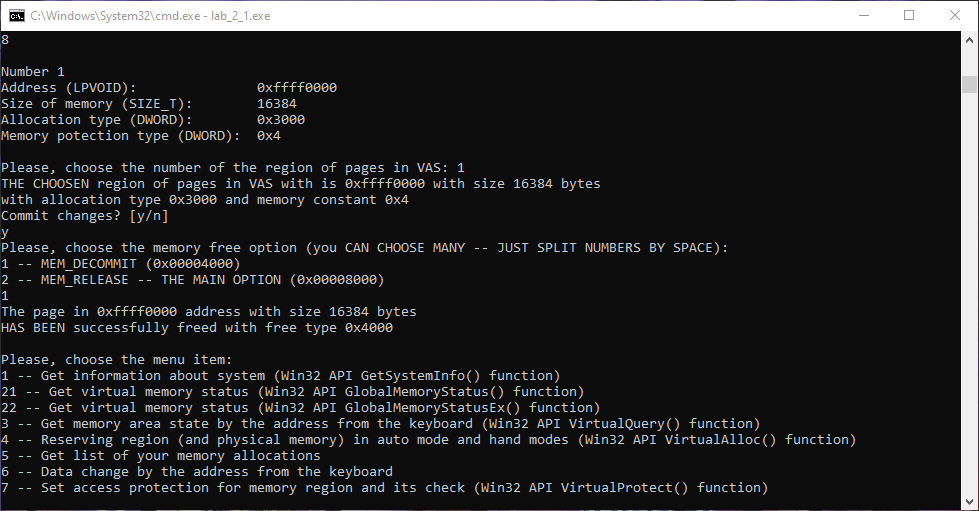 C:\Windows\System32\cmd.exe - lab_2_1.exe
8
Number 1
Address (LPVOID): 0xffff0000
Size of memory (SIZE_T): 16384
Allocation type (DWORD): 0x3000
Memory potection type (DWORD): 0x4
Please, choose the number of the region of pages in VAS: 1
THE CHOOSEN region of pages in VAS with is 0xffff0000 with size 16384 bytes
with allocation type 0x3000 and memory constant 0x4
Commit changes? [y/n]
y
Please, choose the memory free option (you CAN CHOOSE MANY -- JUST SPLIT NUMBERS BY SPACE):
1 -- MEM_DECOMMIT (0x00004000)
2 -- MEM_RELEASE -- THE MAIN OPTION (0x00008000)
1
The page in 0xffff0000 address with size 16384 bytes
HAS BEEN successfully freed with free type 0x4000
Please, choose the menu item:
1 -- Get information about system (Win32 API GetSystemInfo() function)
21 -- Get virtual memory status (Win32 API GlobalMemoryStatus() function)
22 -- Get virtual memory status (Win32 API GlobalMemoryStatusEx() function)
3 -- Get memory area state by the address from the keyboard (Win32 API VirtualQuery() function)
4 -- Reserving region (and physical memory) in auto mode and hand modes (Win32 API VirtualAlloc() function)
5 -- Get list of your memory allocations
6 -- Data change by the address from the keyboard
7 -- Set access protection for memory region and its check (Win32 API VirtualProtect() function)